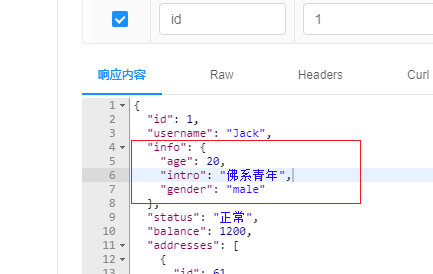 id
1
响应内容 Raw Headers Curl
1 {
2 "id": 1,
3 "username": "Jack",
4 "info": {
5 "age": 20,
6 "intro": "佛系青年",
7 "gender": "male"
8 },
9 "status": "正常",
10 "balance": 1200,
11 "addresses": [
12 {
13 "id": 61,